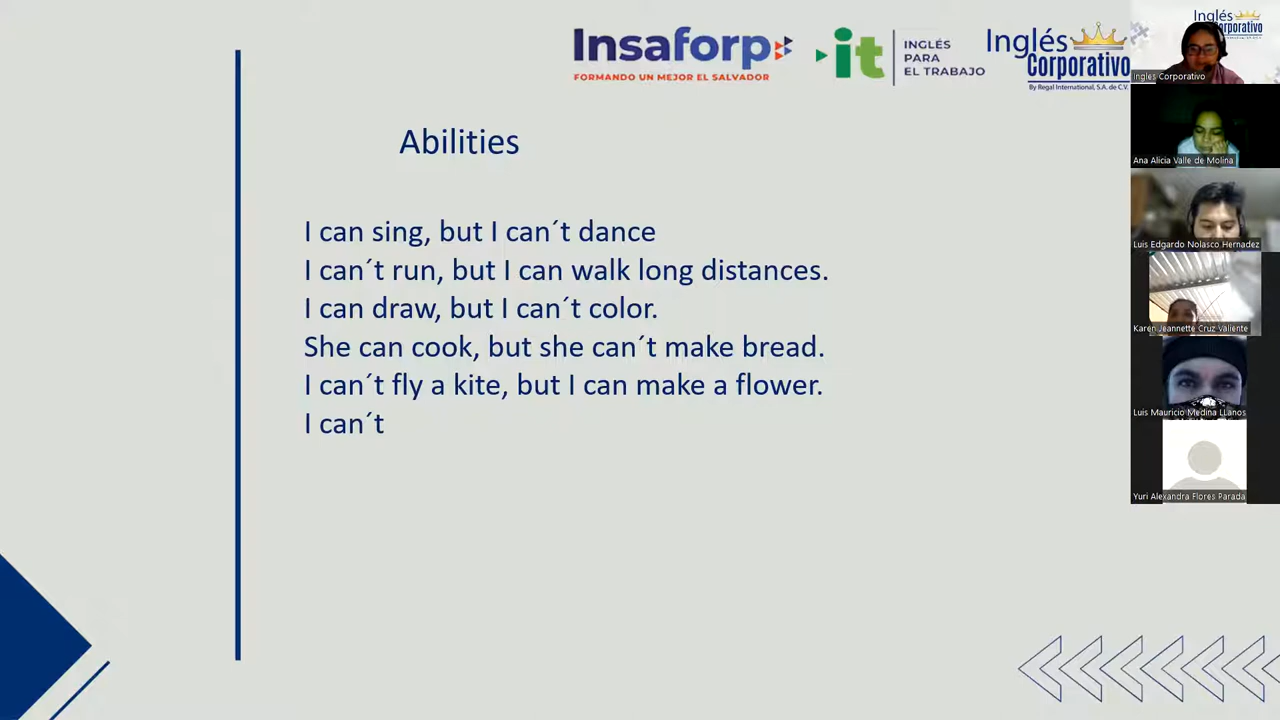 Insaforp
FORMANDO UN MEJOR EL SALVADOR
it
INGLÉS
PARA
EL TRABAJO
Inglés
Corporativo
By Regal International, S.A. de C.V.
Abilities
I can sing, but I can´t dance
I can´t run, but I can walk long distances.
I can draw, but I can´t color.
She can cook, but she can´t make bread.
I can´t fly a kite, but I can make a flower.
I can´t
Inglés
Ingles Corporativo
Ana Alicia Valle de Molina
Luis Edgardo Nolasco Hernadez
Karen Jeannette Cruz Valiente
Luis Mauricio Medina LLanos
Yuri Alexandra Flores Parada